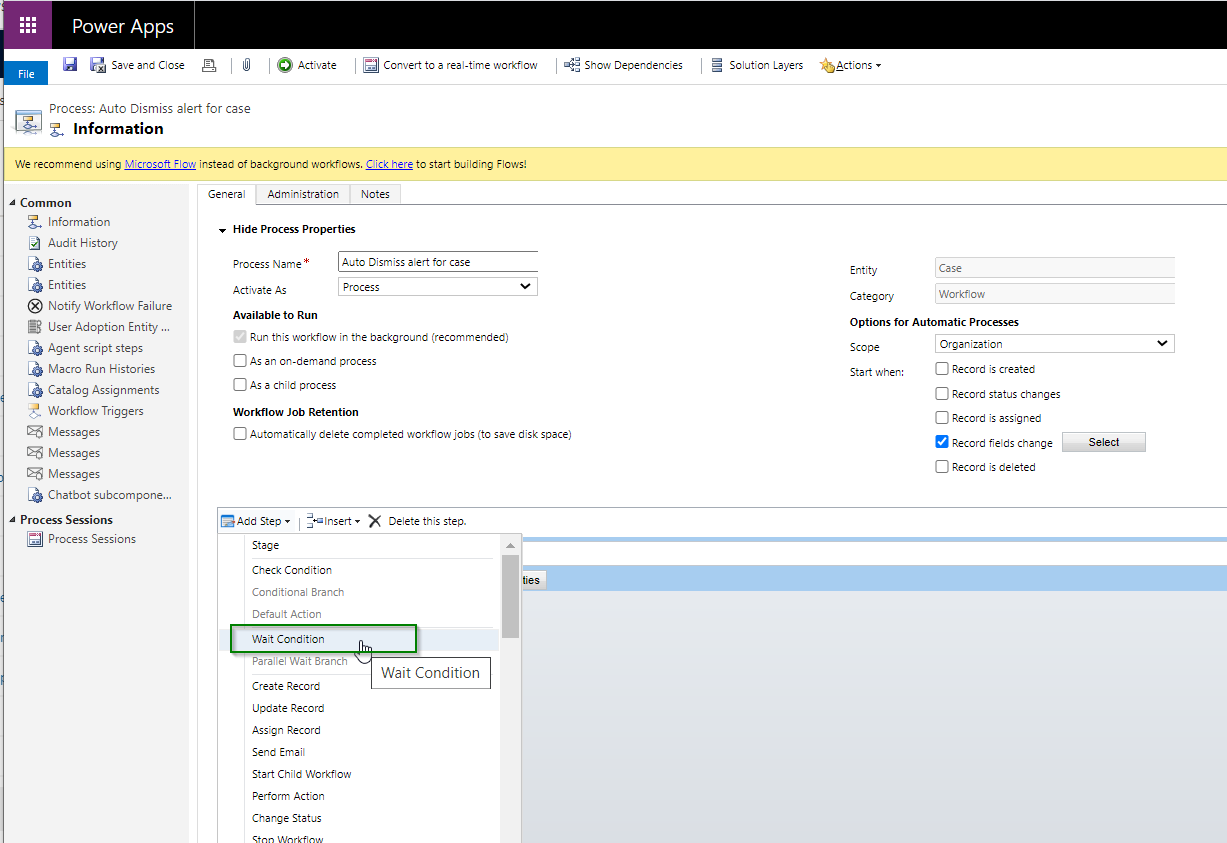 Power Apps
File
Save and Close
Activate
Convert to a real-time workflow
Show Dependencies
Solution Layers
Actions
Process: Auto Dismiss alert for case
Information
We recommend using Microsoft Flow instead of background workflows. Click here to start building Flows!
Common
Information
Audit History
Entities
Entities
Notify Workflow Failure
User Adoption Entity ...
Agent script steps
Macro Run Histories
Catalog Assignments
Workflow Triggers
Messages
Messages
Messages
Chatbot subcompone...
Process Sessions
Process Sessions
General
Administration
Notes
Hide Process Properties
Process Name*
Auto Dismiss alert for case
Activate As
Process
Available to Run
Run this workflow in the background (recommended)
As an on-demand process
As a child process
Workflow Job Retention
Automatically delete completed workflow jobs (to save disk space)
Entity
Case
Category
Workflow
Options for Automatic Processes
Scope
Organization
Start when:
Record is created
Record status changes
Record is assigned
Record fields change
Select
Record is deleted
Add Step
Insert
Delete this step.
Stage
Check Condition
Conditional Branch
Default Action
Wait Condition
Parallel Wait Branch
Wait Condition
Create Record
Update Record
Assign Record
Send Email
Start Child Workflow
Perform Action
Change Status
Stop Workflow
ties